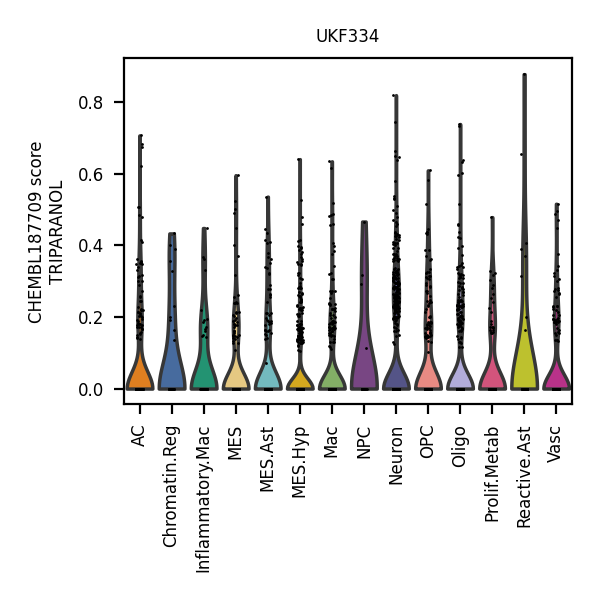 UKF334
CHEMBL187709 score
TRIPARANOL
0.8
0.6
0.4
0.2
0.0
AC
Chromatin.Reg
Inflammatory.Mac
MES
MES.Ast
MES.Hyp
Mac
NPC
Neuron
OPC
Oligo
Prolif.Metab
Reactive.Ast
Vasc